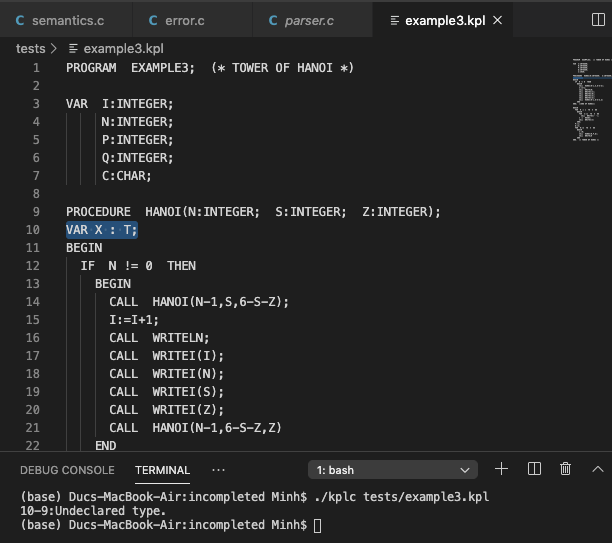 C semantics.c C error.c C parser.c example3.kpl ×
tests > example3.kpl
1 PROGRAM EXAMPLE3; (* TOWER OF HANOI *)
2
3 VAR I:INTEGER;
4 N:INTEGER;
5 P:INTEGER;
6 Q:INTEGER;
7 C:CHAR;
8
9 PROCEDURE HANOI(N:INTEGER; S:INTEGER; Z:INTEGER);
10 VAR X : T;
11 BEGIN
12 IF N != 0 THEN
13 BEGIN
14 CALL HANOI(N-1,S,6-S-Z);
15 I:=I+1;
16 CALL WRITELN;
17 CALL WRITEI(I);
18 CALL WRITEI(N);
19 CALL WRITEI(S);
20 CALL WRITEI(Z);
21 CALL HANOI(N-1,6-S-Z,Z)
22 END
DEBUG CONSOLE TERMINAL ··· 1: bash
(base) Ducs-MacBook-Air:incompleted Minh$ ./kplc tests/example3.kpl
10-9:Undeclared type.
(base) Ducs-MacBook-Air:incompleted Minh$